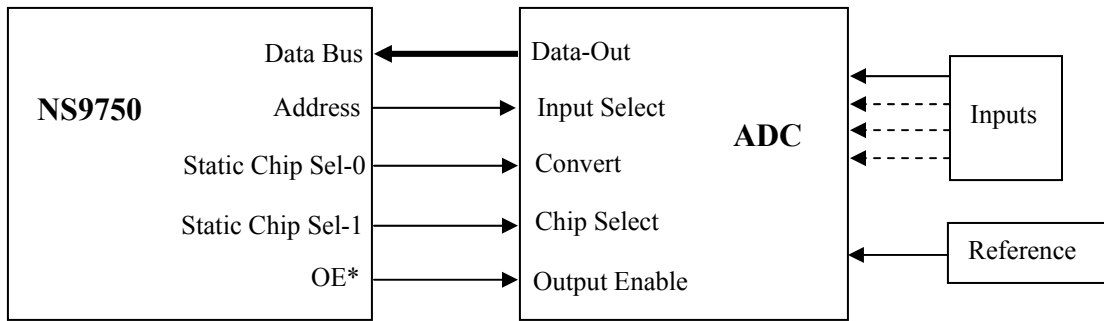 Data Bus
NS9750
Address
Static Chip Sel-0
Static Chip Sel-1
OE*
Data-Out
Input Select
ADC
Convert
Chip Select
Output Enable
Inputs
Reference